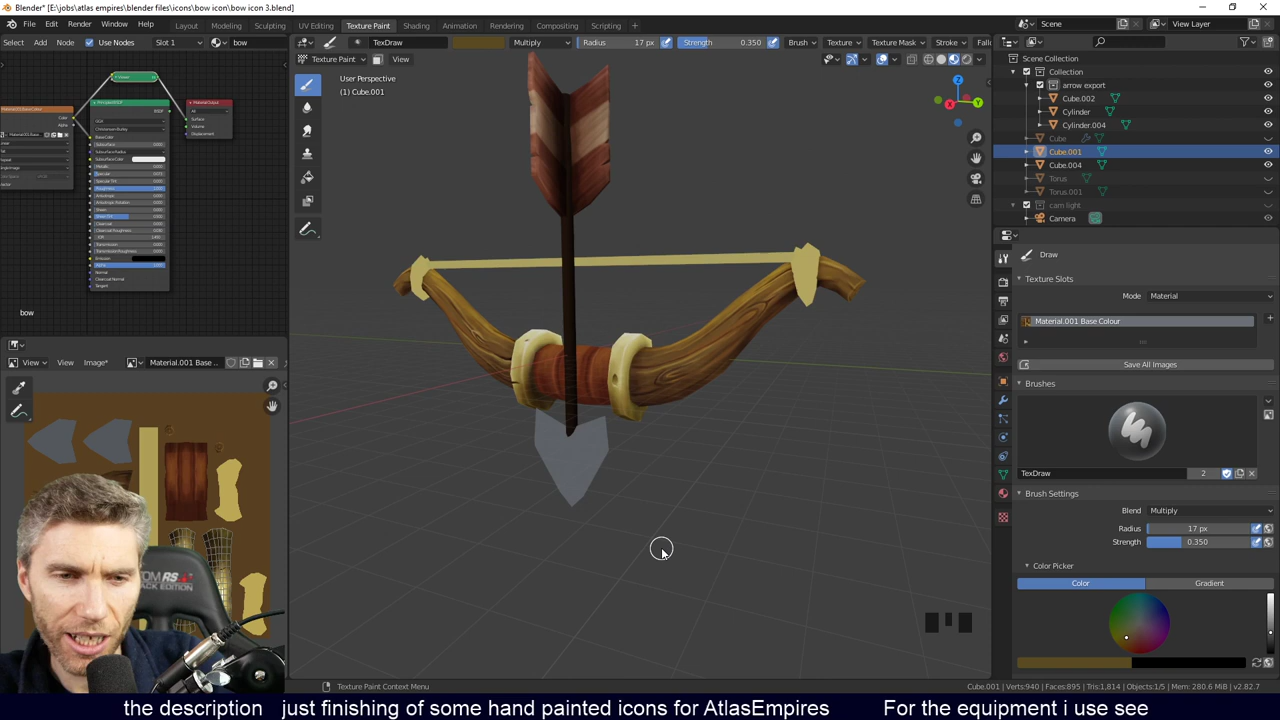 Blender* [E:\jobs\atlas empires\blender files\icons\bow icon\bow icon 3.blend]
File Edit Render Window Help Layout Modeling Sculpting UV Editing Texture Paint Shading Animation Rendering Compositing Scripting Scene View Layer
Select Add Node Use Nodes Slot 1 bow TexDraw Multiply Radius 17 px Strength 0.350 Brush Texture Texture Mask Stroke
Texture Paint View
User Perspective
(1) Cube.001
Scene Collection
Collection
arrow export
Cube.002
Cylinder
Cylinder.004
Cube
Cube.001
Cube.004
Torus
Torus.001
cam light
Camera
bow
View View Image* Material.001 Base ...
Draw
Texture Slots
Mode Material
Material.001 Base Colour
Save All Images
Brushes
TexDraw 2
Brush Settings
Blend Multiply
Radius 17 px
Strength 0.350
Color Picker
Color Gradient
Texture Paint Context Menu
Cube.001 | Verts:940 | Faces:895 | Tris:1,814 | Objects:1/5 | Mem: 280.6 MiB | v2.82.7
the description just finishing of some hand painted icons for AtlasEmpires For the equipment i use see